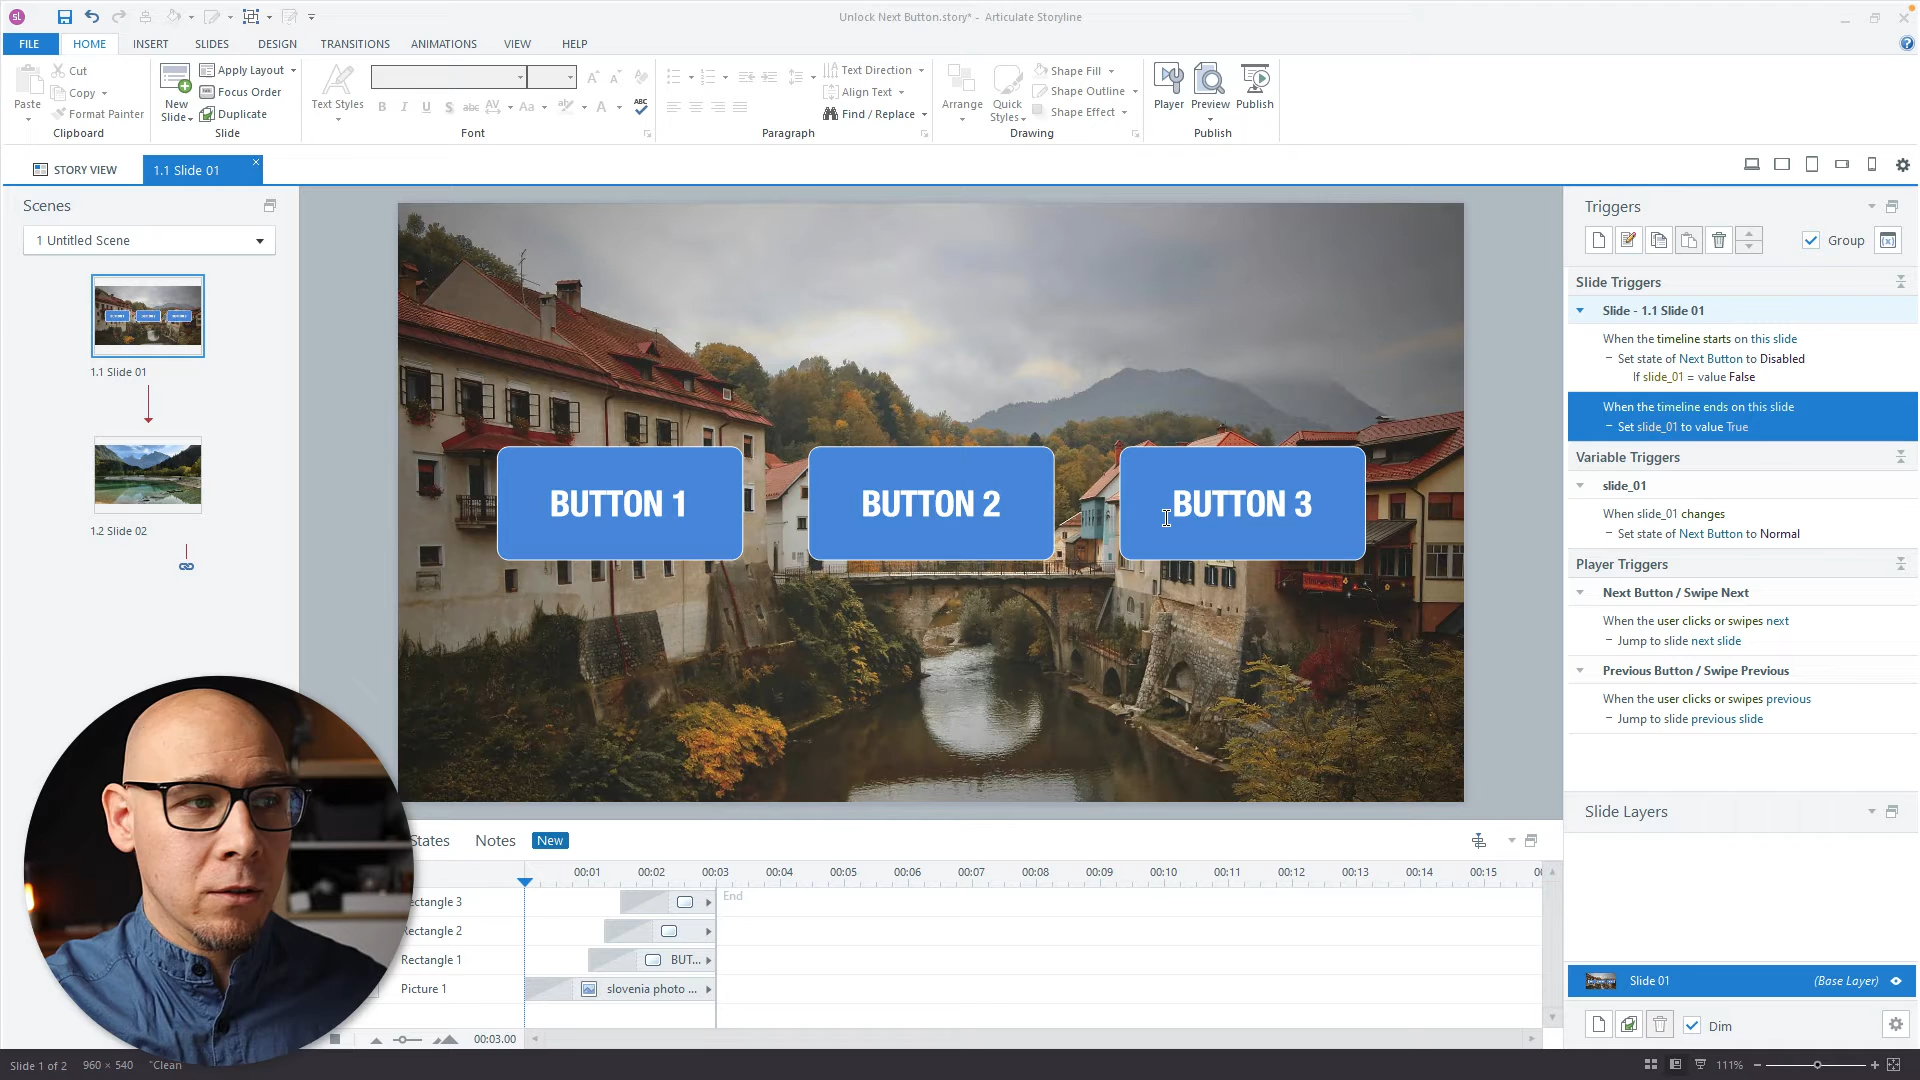 sl
Unlock Next Button.story* - Articulate Storyline
FILE HOME INSERT SLIDES DESIGN TRANSITIONS ANIMATIONS VIEW HELP
Paste
Cut
Copy
Format Painter
Clipboard
New
Slide
Apply Layout
Focus Order
Duplicate
Slide
Text Styles
B I U S abc AV Aa A ABC
Font
Text Direction
Align Text
Find / Replace
Paragraph
Arrange
Quick
Styles
Shape Fill
Shape Outline
Shape Effect
Drawing
Player
Preview
Publish
Publish
STORY VIEW
1.1 Slide 01
Scenes
1 Untitled Scene
1.1 Slide 01
1.2 Slide 02
BUTTON 1
BUTTON 2
BUTTON 3
Triggers
Group
Slide Triggers
Slide - 1.1 Slide 01
When the timeline starts on this slide
– Set state of Next Button to Disabled
If slide_01 = value False
When the timeline ends on this slide
– Set slide_01 to value True
Variable Triggers
slide_01
When slide_01 changes
– Set state of Next Button to Normal
Player Triggers
Next Button / Swipe Next
When the user clicks or swipes next
– Jump to slide next slide
Previous Button / Swipe Previous
When the user clicks or swipes previous
– Jump to slide previous slide
States
Notes
New
00:01 00:02 00:03 00:04 00:05 00:06 00:07 00:08 00:09 00:10 00:11 00:12 00:13 00:14 00:15
End
ectangle 3
ectangle 2
ectangle 1
BUT...
Picture 1
slovenia photo ...
00:03.00
Slide Layers
Slide 01
(Base Layer)
Dim
Slide 1 of 2
960 × 540
"Clean
111%